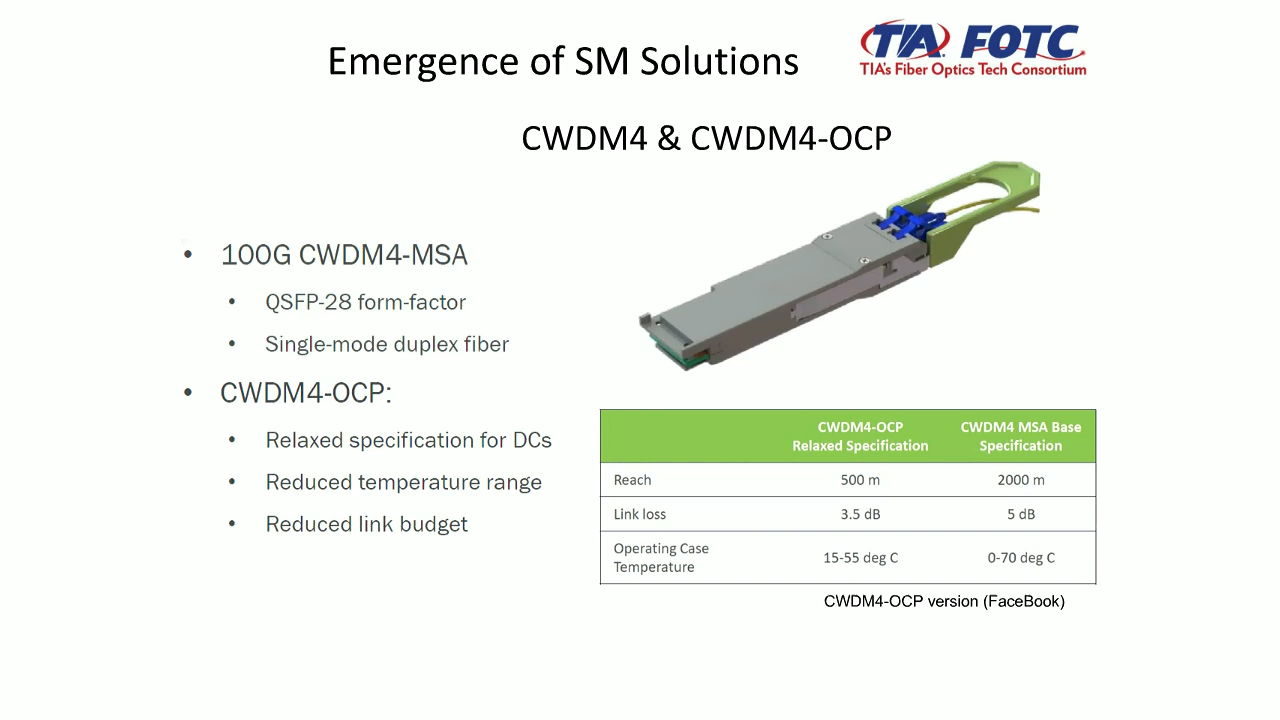 Emergence of SM Solutions
TIA FOTC
TIA's Fiber Optics Tech Consortium
CWDM4 & CWDM4-OCP
• 100G CWDM4-MSA
• QSFP-28 form-factor
• Single-mode duplex fiber
• CWDM4-OCP:
• Relaxed specification for DCs
• Reduced temperature range
• Reduced link budget
CWDM4-OCP CWDM4 MSA Base
Relaxed Specification Specification
Reach 500 m 2000 m
Link loss 3.5 dB 5 dB
Operating Case
Temperature 15-55 deg C 0-70 deg C
CWDM4-OCP version (FaceBook)